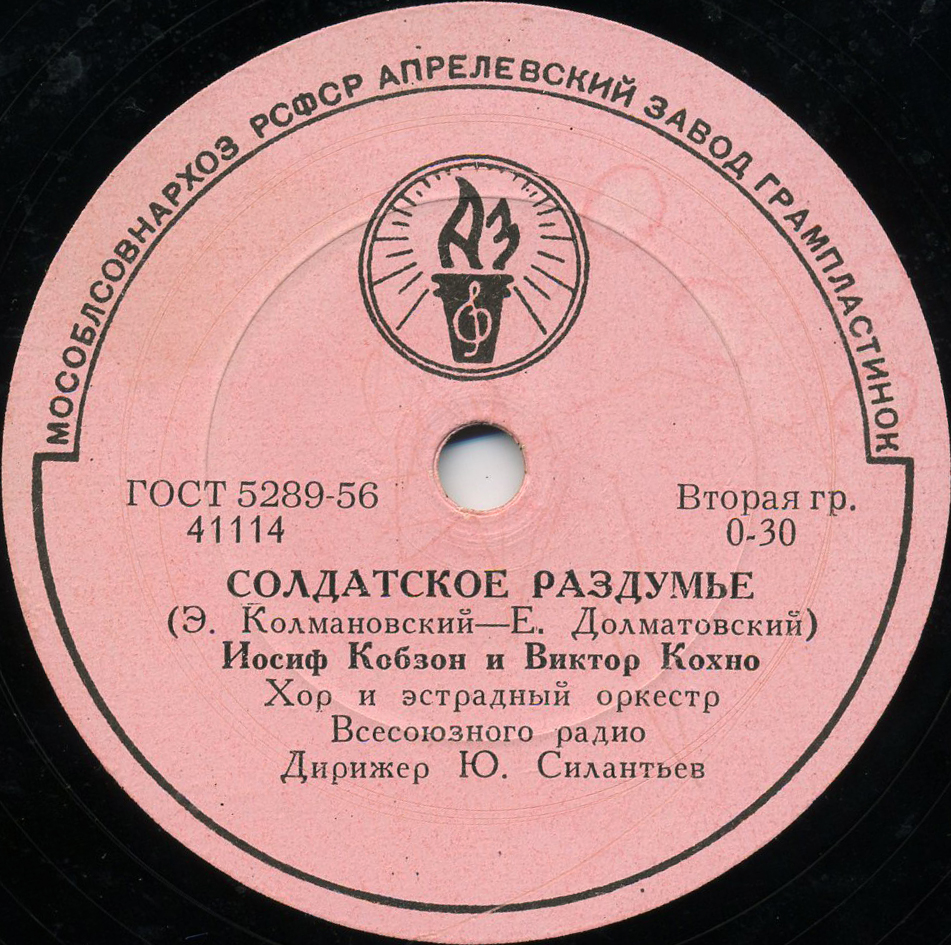 МОСОБЛСОВНАРХОЗ РСФСР АПРЕЛЕВСКИЙ ЗАВОД ГРАМПЛАСТИНОК
АЗ
ГОСТ 5289-56
41114
Вторая гр.
0-30
СОЛДАТСКОЕ РАЗДУМЬЕ
(Э. Колмановский—Е. Долматовский)
Иосиф Кобзон и Виктор Кохно
Хор и эстрадный оркестр
Всесоюзного радио
Дирижер Ю. Силантьев